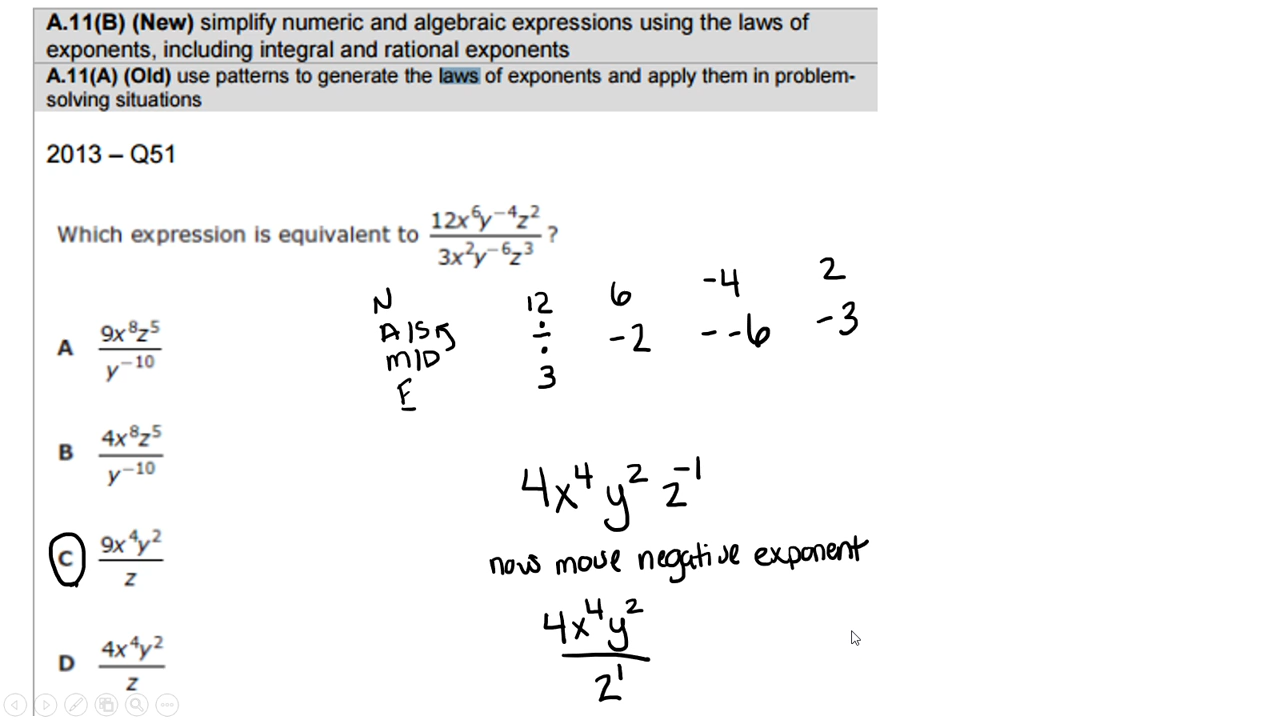 A.11(B) (New) simplify numeric and algebraic expressions using the laws of
exponents, including integral and rational exponents
A.11(A) (Old) use patterns to generate the laws of exponents and apply them in problem-
solving situations
2013 – Q51
Which expression is equivalent to 12x⁶y⁻⁴z² / 3x²y⁻⁶z³ ?
N
A/S
M/D
E
12 ÷ 3
6 -2
-4 --6
2 -3
A 9x⁸z⁵ / y⁻¹⁰
B 4x⁸z⁵ / y⁻¹⁰
C 9x⁴y² / z
D 4x⁴y² / z
4x⁴y²z⁻¹
now move negative exponent
4x⁴y² / z¹